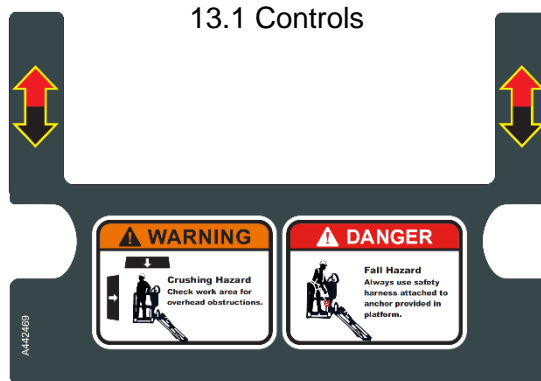 13.1 Controls
WARNING
Crushing Hazard
Check work area for
overhead obstructions.
DANGER
Fall Hazard
Always use safety
harness attached to
anchor provided in
platform.
A442469